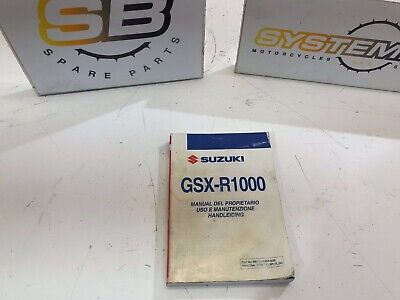 SB
SPARE PARTS
SYSTEM
MOTORCYCLES
SUZUKI
GSX-R1000
MANUAL DEL PROPIETARIO
USO E MANUTENZIONE
HANDLEIDING